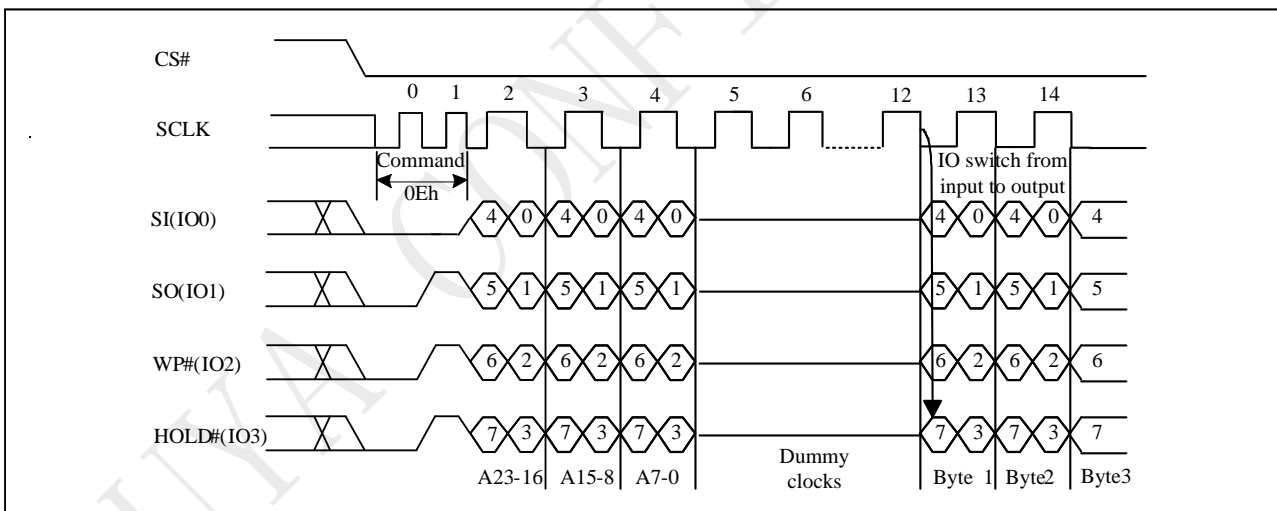 CS#
0 1 2 3 4 5 6 12 13 14
SCLK
Command
0Eh
IO switch from
input to output
SI(IO0) 4 0 4 0 4 0 4 0 4 0 4
SO(IO1) 5 1 5 1 5 1 5 1 5 1 5
WP#(IO2) 6 2 6 2 6 2 6 2 6 2 6
HOLD#(IO3) 7 3 7 3 7 3 7 3 7 3 7
A23-16 A15-8 A7-0
Dummy
clocks
Byte 1 Byte2 Byte3